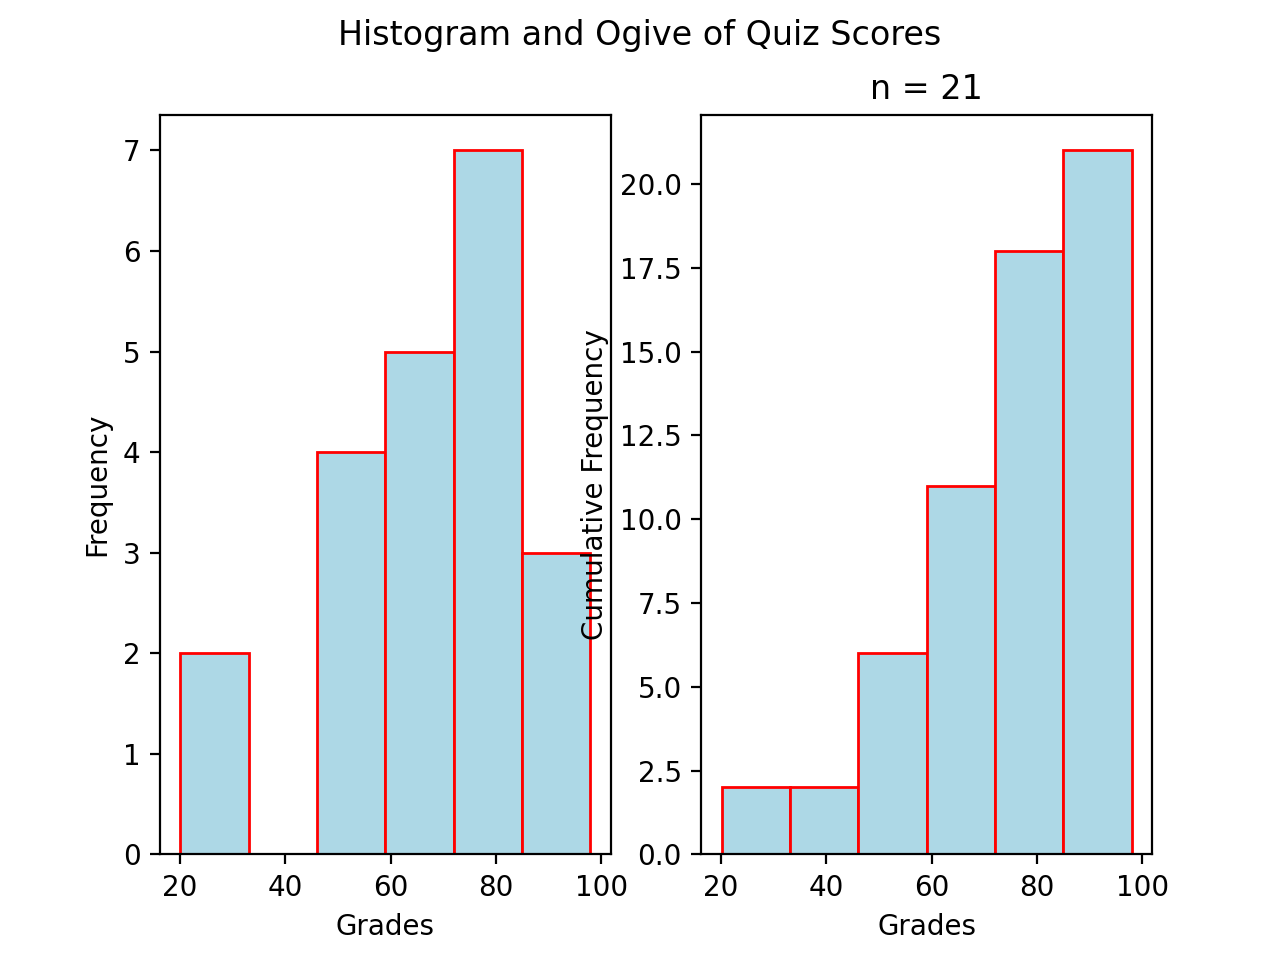 Histogram and Ogive of Quiz Scores
n = 21
7
6
5
4
3
2
1
0
Frequency
20 40 60 80 100
Grades
20.0
17.5
15.0
12.5
10.0
7.5
5.0
2.5
0.0
Cumulative Frequency
20 40 60 80 100
Grades